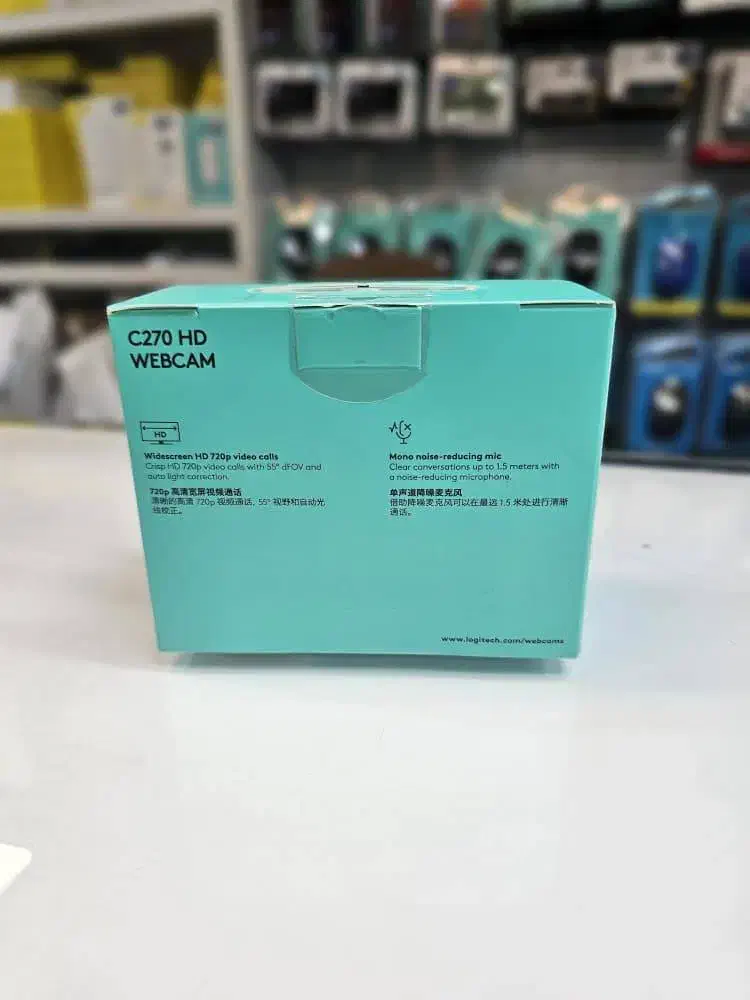 C270 HD
WEBCAM
HD
Widescreen HD 720p video calls
Crisp HD 720p video calls with 55° dFOV and
auto light correction.
720p 高清宽屏视频通话
清晰的高清 720p 视频通话, 55° 视野和自动光
线校正。
Mono noise-reducing mic
Clear conversations up to 1.5 meters with
a noise-reducing microphone.
单声道降噪麦克风
借助降噪麦克风可以在最远 1.5 米处进行清晰
通话。
www.logitech.com/webcams